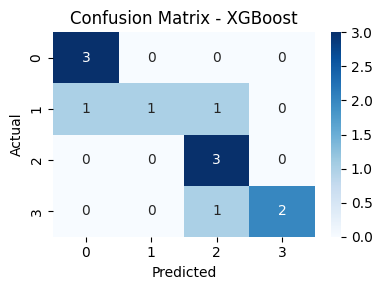 Confusion Matrix - XGBoost
Actual
0 3 0 0 0
1 1 1 1 0
2 0 0 3 0
3 0 0 1 2
0 1 2 3
Predicted
3.0
2.5
2.0
1.5
1.0
0.5
0.0